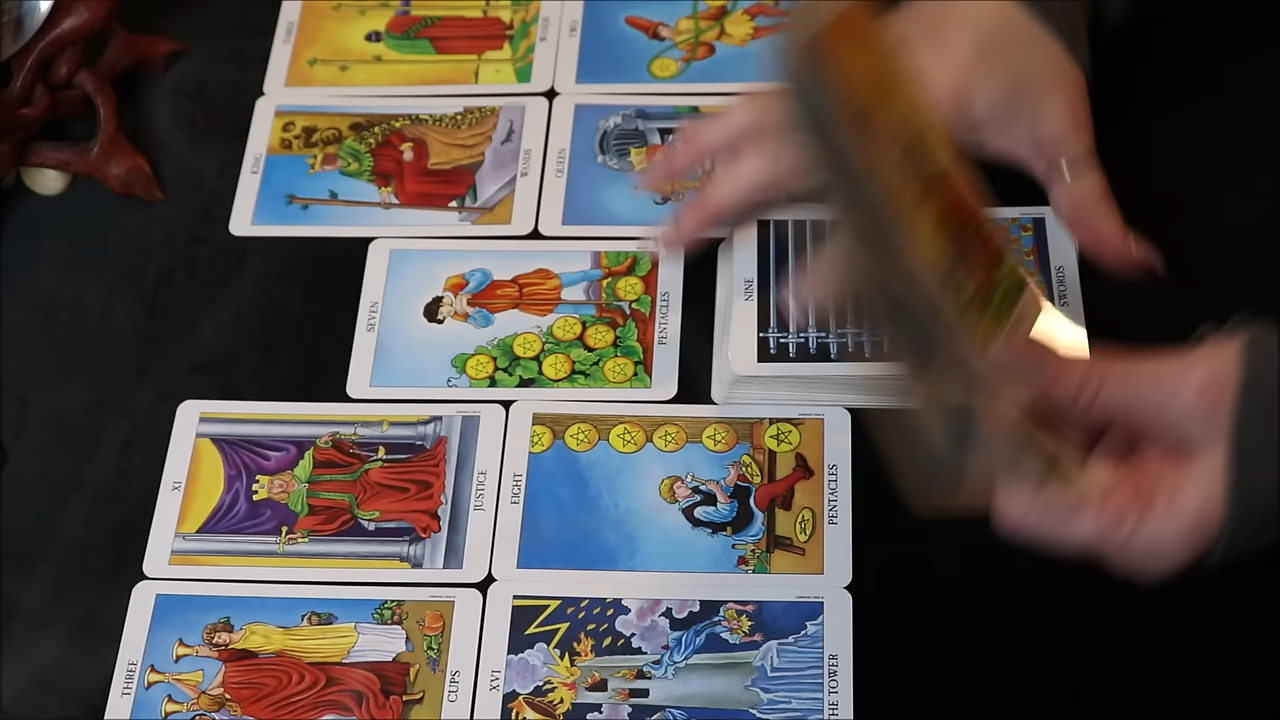 THREE
WANDS
TWO
KING
WANDS
QUEEN
SEVEN
PENTACLES
NINE
SWORDS
XI
JUSTICE
EIGHT
PENTACLES
THREE
CUPS
XVI
THE TOWER